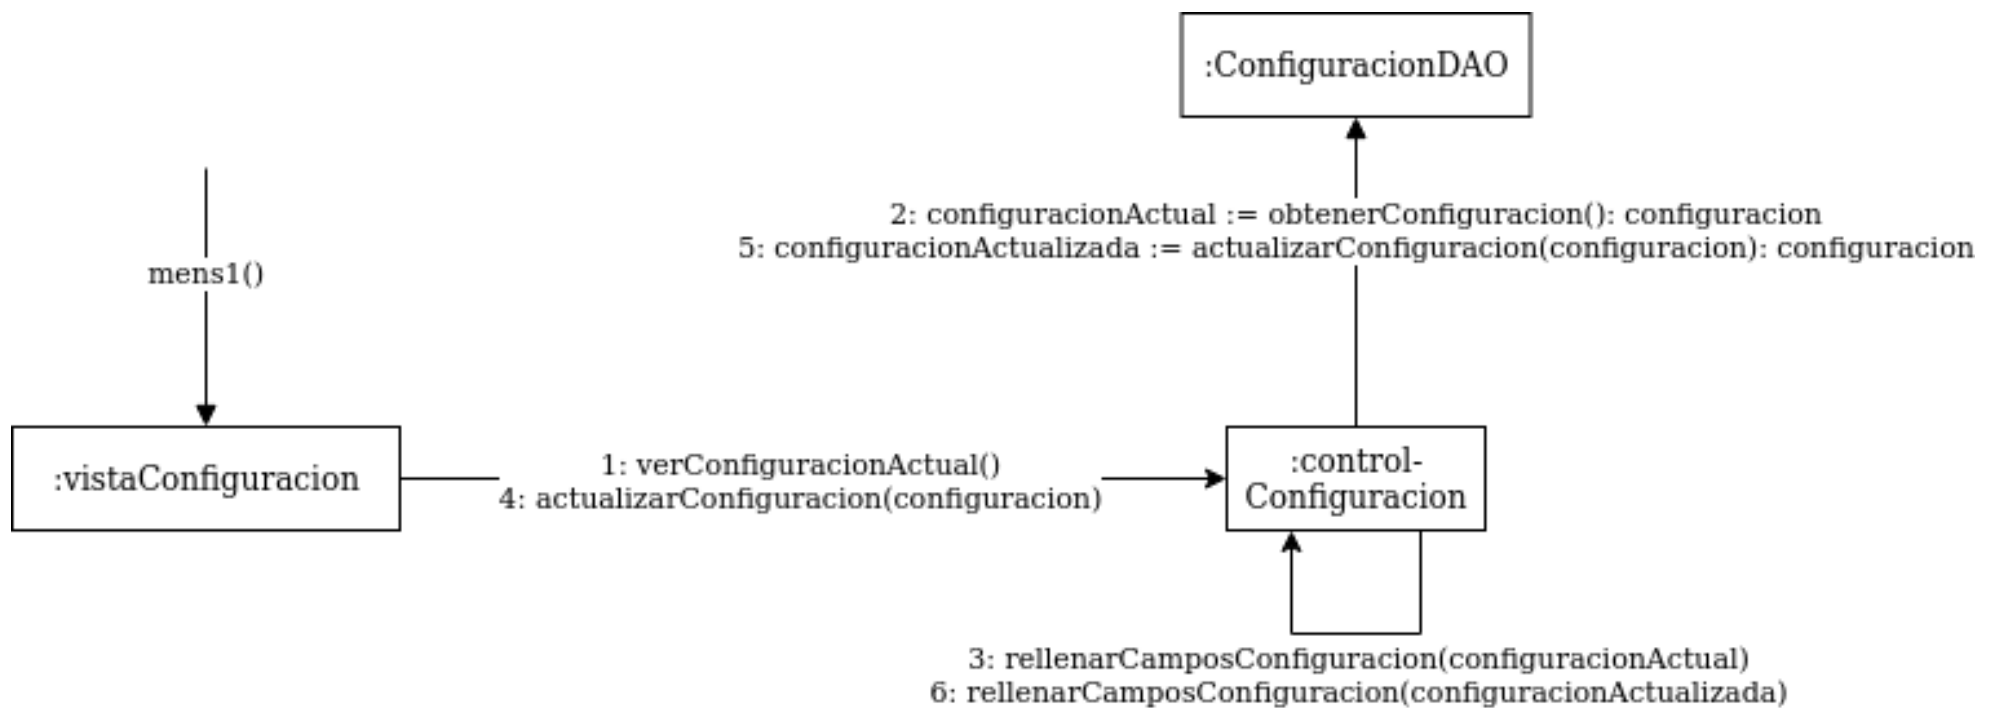 :ConfiguracionDAO
2: configuracionActual := obtenerConfiguracion(): configuracion
5: configuracionActualizada := actualizarConfiguracion(configuracion): configuracion
mens1()
:vistaConfiguracion
1: verConfiguracionActual()
4: actualizarConfiguracion(configuracion)
:control-
Configuracion
3: rellenarCamposConfiguracion(configuracionActual)
6: rellenarCamposConfiguracion(configuracionActualizada)